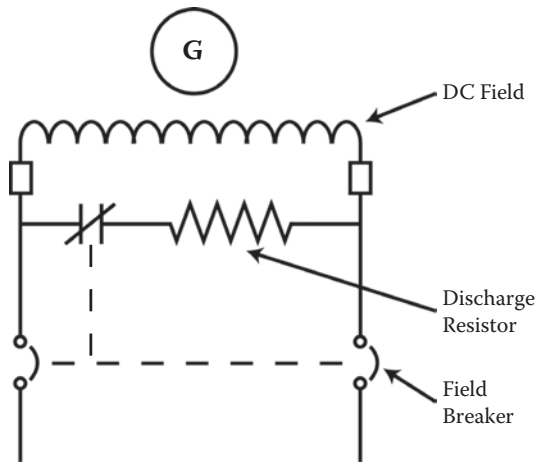 G
DC Field
Discharge
Resistor
Field
Breaker